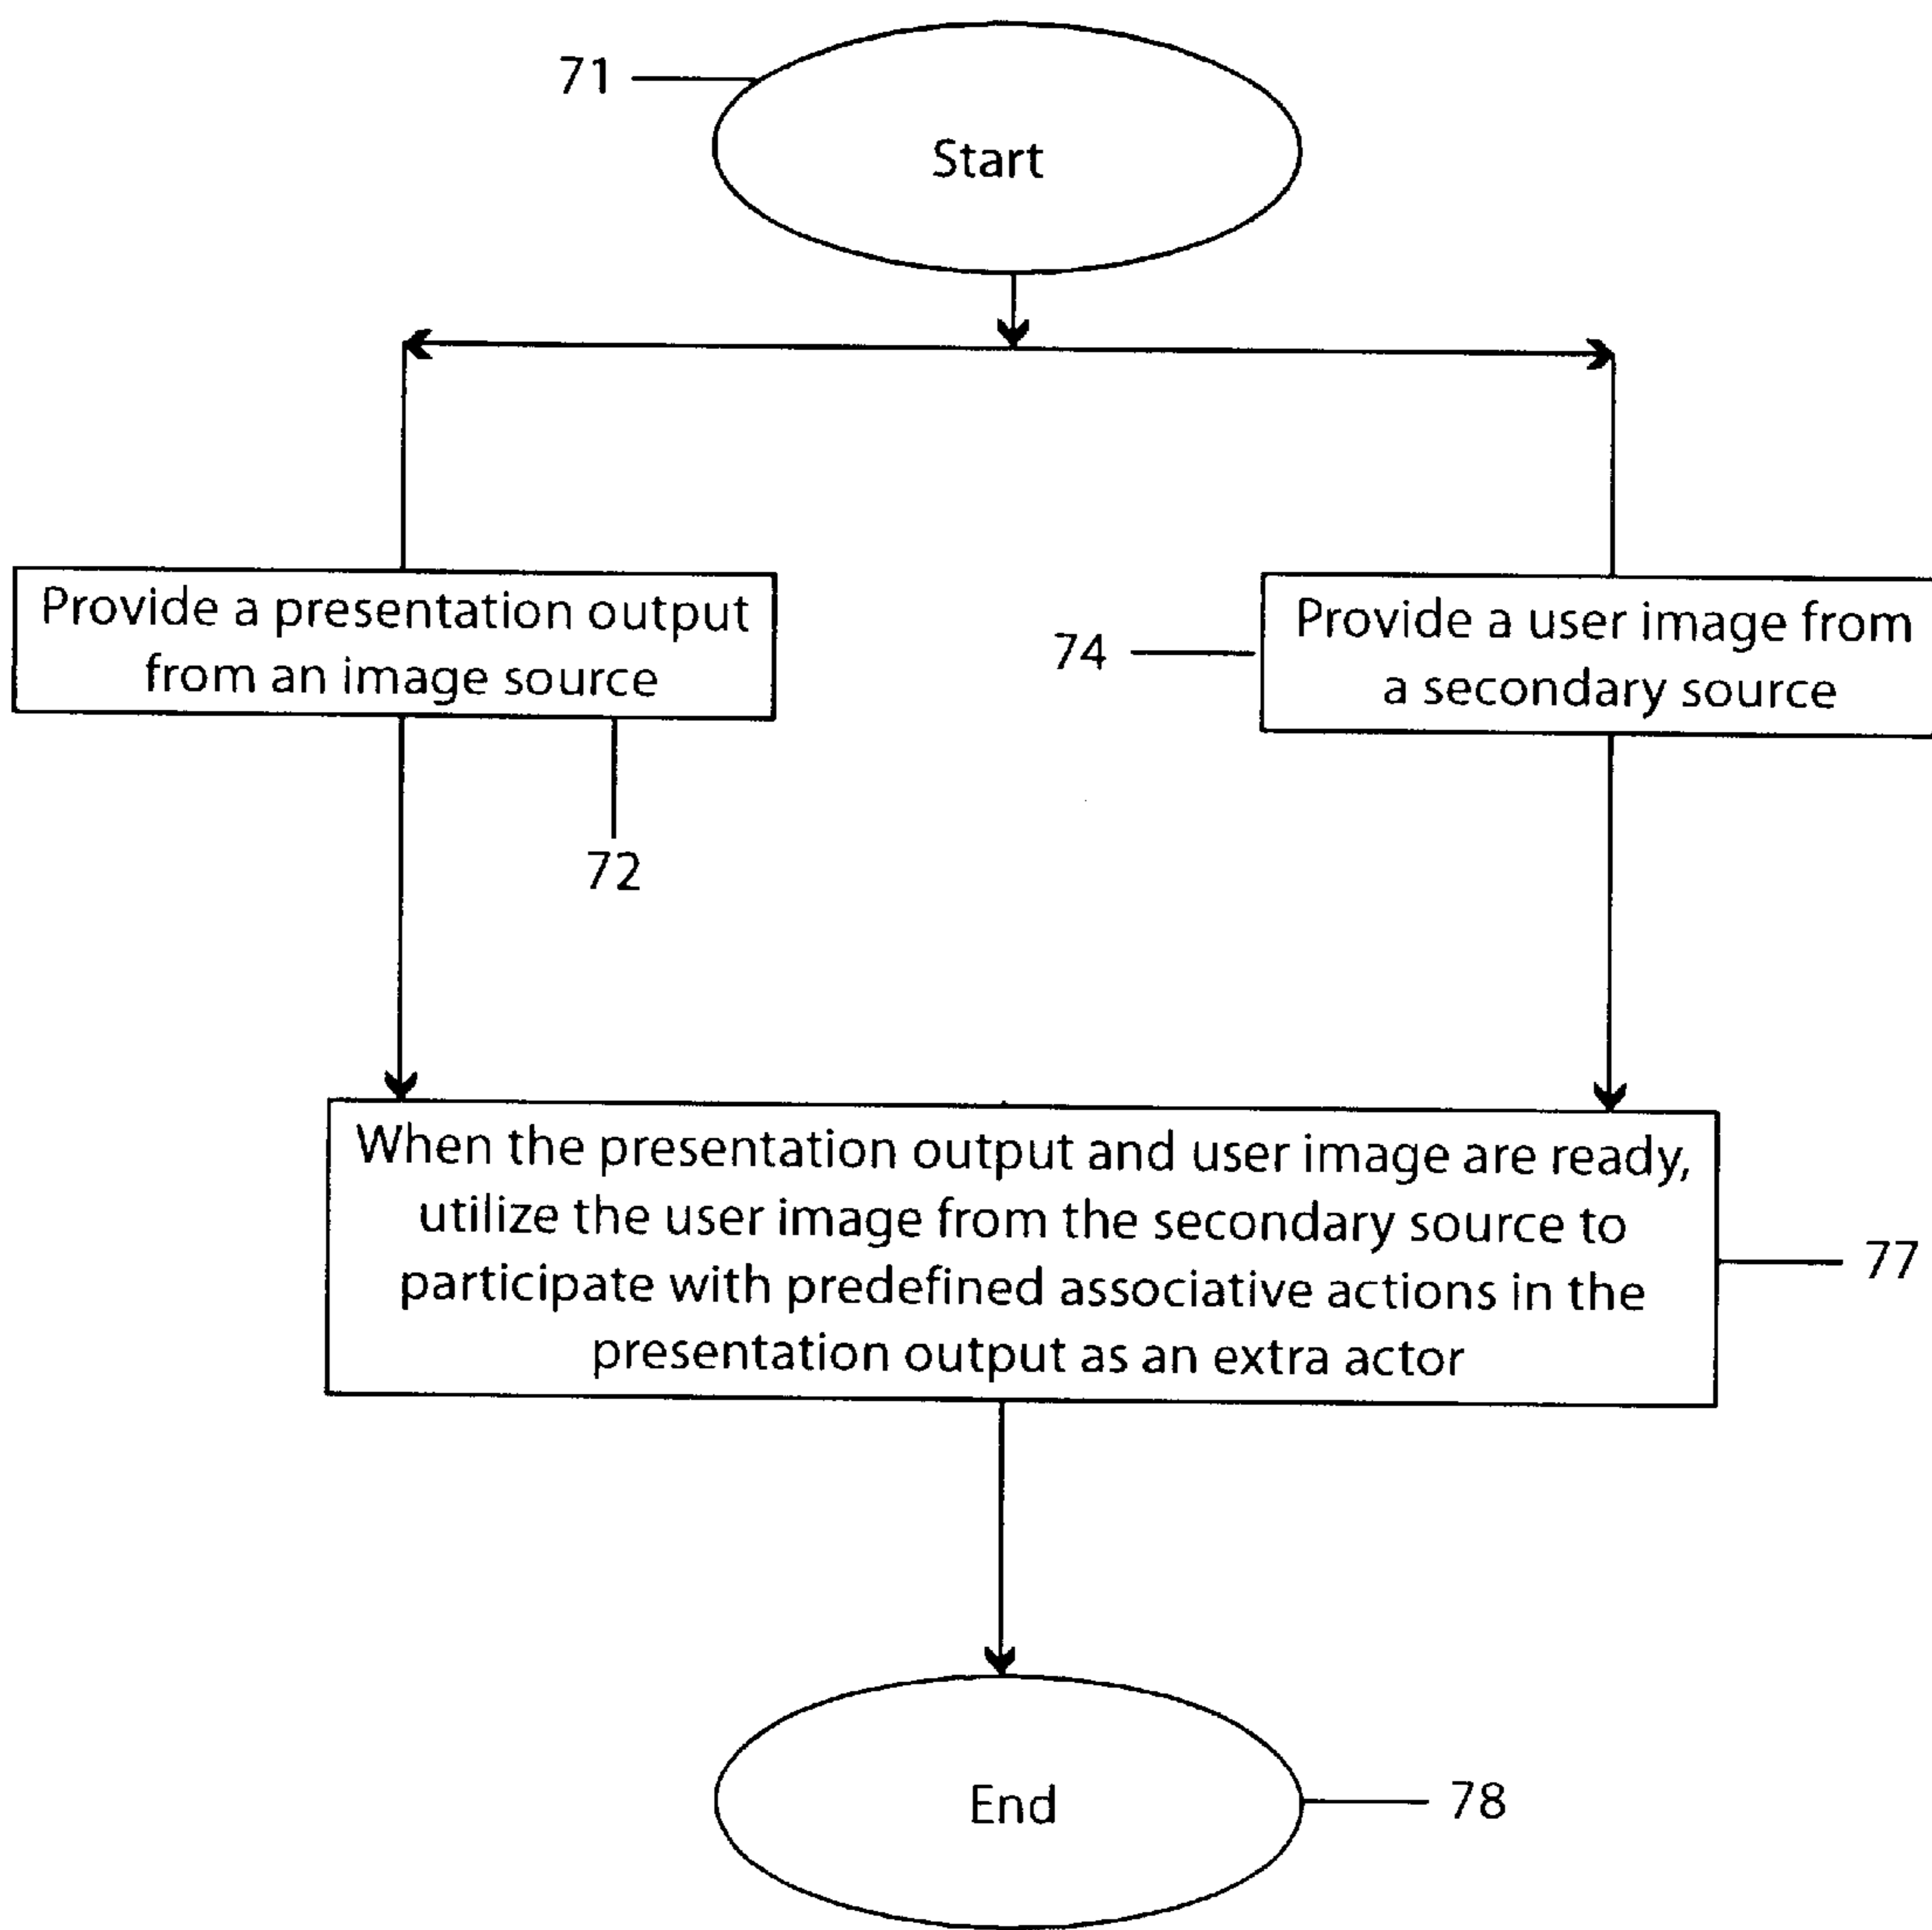 71
Start
Provide a presentation output
from an image source
72
74
Provide a user image from
a secondary source
When the presentation output and user image are ready,
utilize the user image from the secondary source to
participate with predefined associative actions in the
presentation output as an extra actor
77
End
78